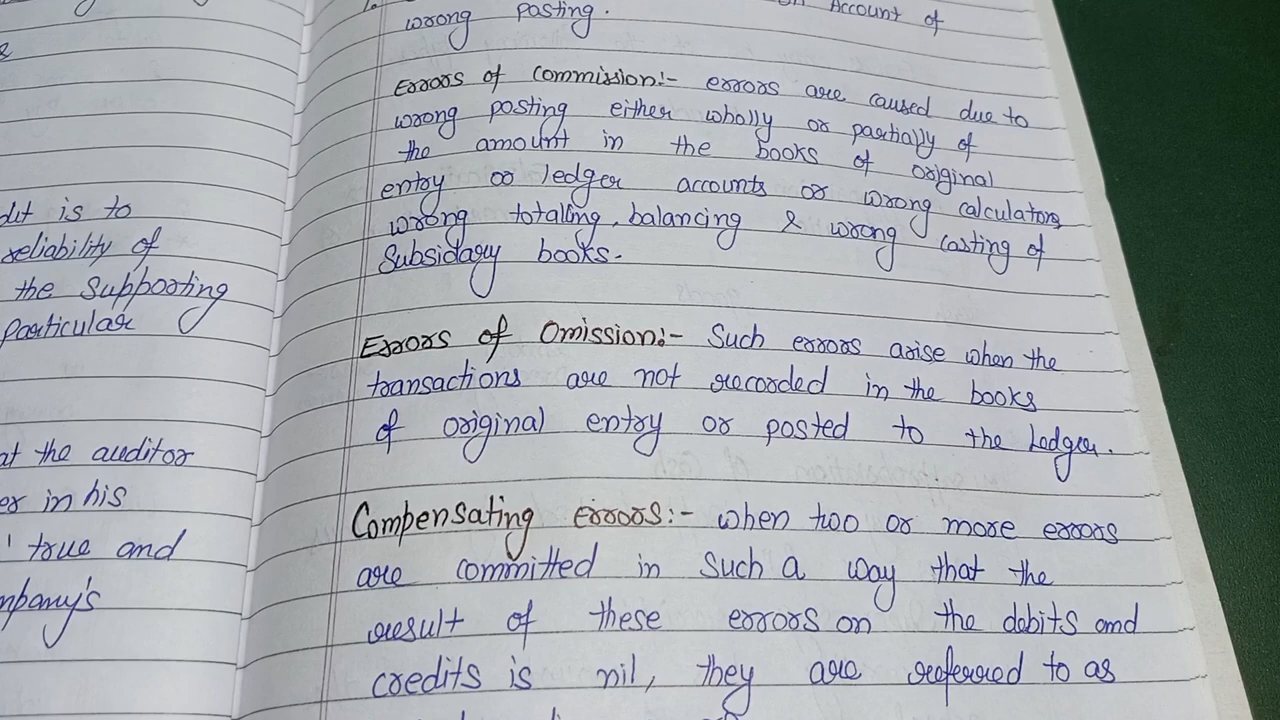 &
dit is to
reliability of
the supporting
particular
at the auditor
er in his
true and
mpany's
Account of
wrong posting.
Errors of Commission:- errors are caused due to
wrong posting either wholly or partially of
the amount in the books of original
entry or ledger accounts or wrong calculations
wrong totaling, balancing & wrong casting of
Subsidary books.
Errors of Omission:- Such errors arise when the
transactions are not recorded in the books
of original entry or posted to the Ledger.
Compensating Errors:- when two or more errors
are committed in Such a way that the
result of these errors on the debits and
credits is nil, they are referred to as